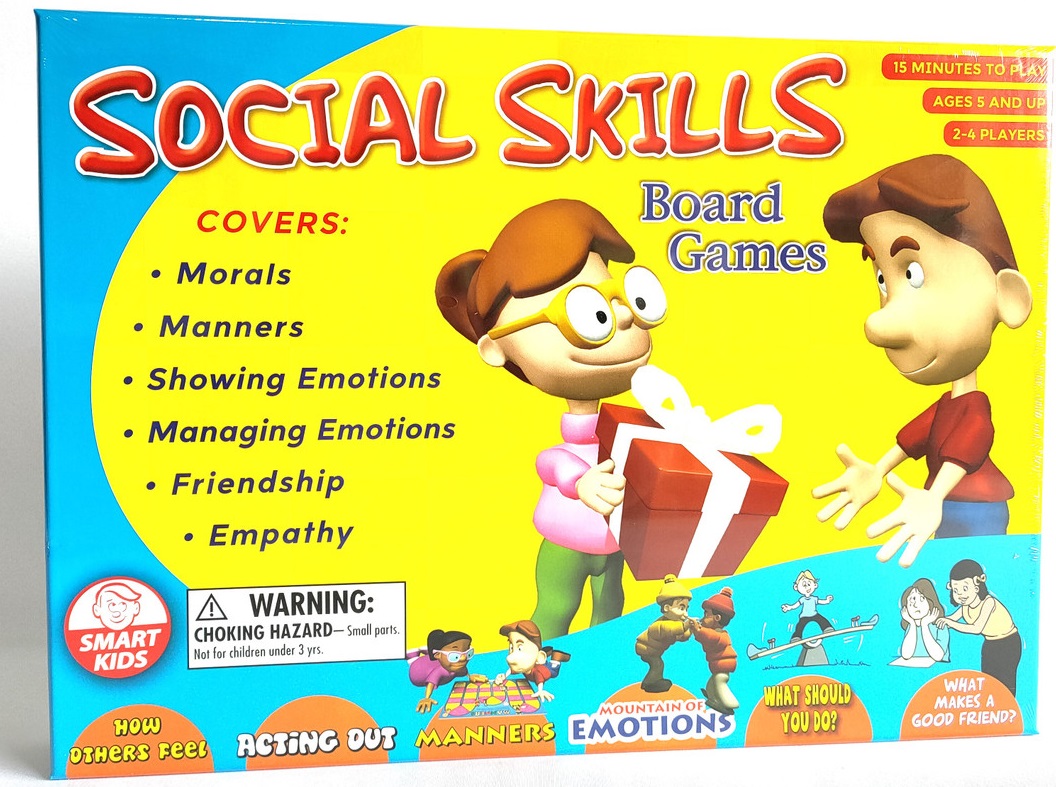 SOCIAL SKILLS
Board
Games
15 MINUTES TO PLAY
AGES 5 AND UP
2-4 PLAYERS
COVERS:
• Morals
• Manners
• Showing Emotions
• Managing Emotions
• Friendship
• Empathy
SMART
KIDS
WARNING:
CHOKING HAZARD— Small parts.
Not for children under 3 yrs.
HOW
OTHERS FEEL
ACTING OUT
MANNERS
MOUNTAIN OF
EMOTIONS
WHAT SHOULD
YOU DO?
WHAT
MAKES A
GOOD FRIEND?